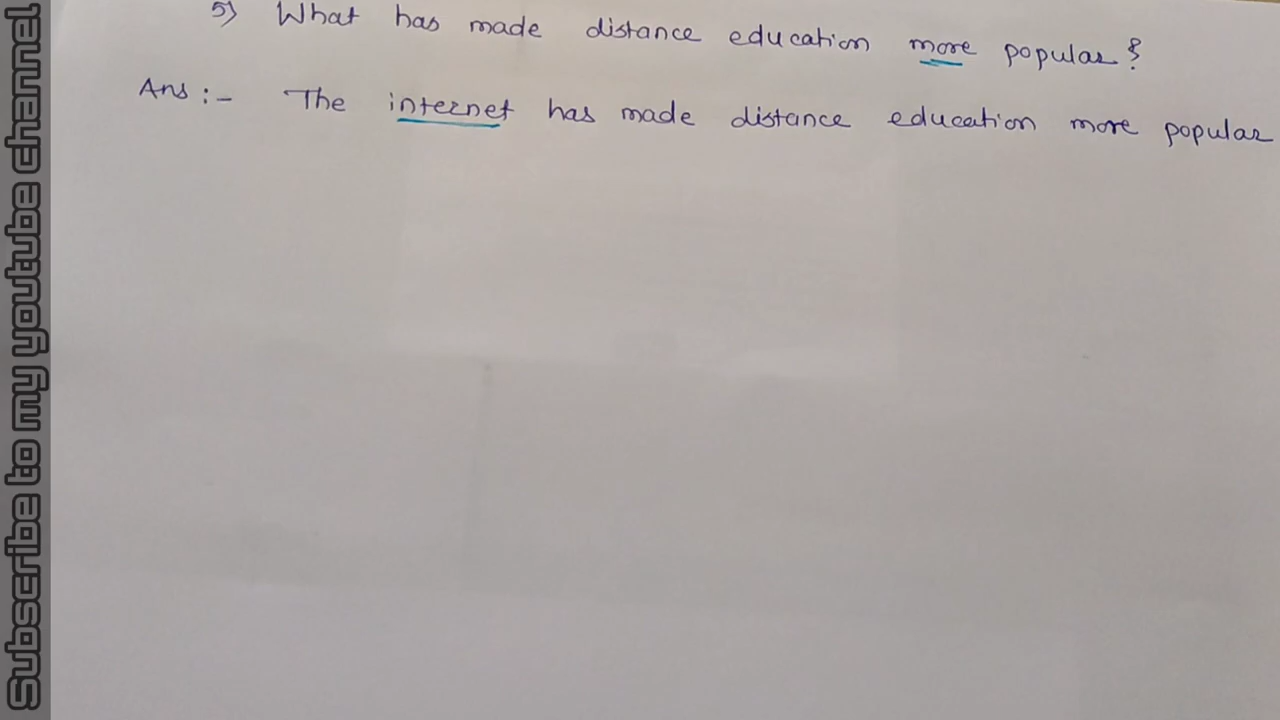 5) What has made distance education more popular?
Ans :- The internet has made distance education more popular
Subscribe to my youtube channel